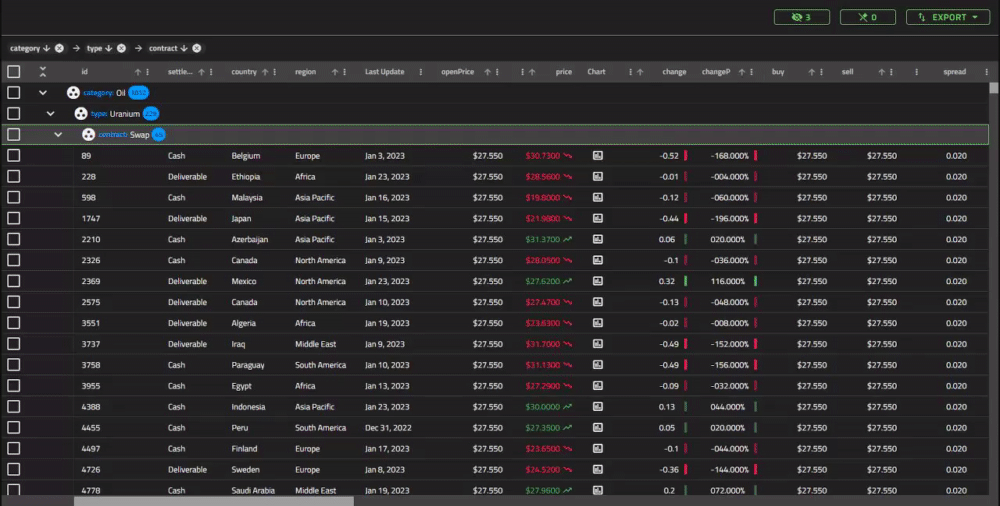 3 0 EXPORT
category type contract
id settle... country region Last Update openPrice price Chart change changeP buy sell spread
category: Oil 1012
type: Uranium 228
contract: Swap
89 Cash Belgium Europe Jan 3, 2023 $27.550 $30.7300 -0.52 -168.000% $27.550 $27.550 0.020
228 Deliverable Ethiopia Africa Jan 23, 2023 $27.550 $28.5600 -0.01 -004.000% $27.550 $27.550 0.020
598 Cash Malaysia Asia Pacific Jan 16, 2023 $27.550 $19.8000 -0.12 -060.000% $27.550 $27.550 0.020
1747 Deliverable Japan Asia Pacific Jan 15, 2023 $27.550 $21.9800 -0.44 -196.000% $27.550 $27.550 0.020
2210 Cash Azerbaijan Asia Pacific Jan 3, 2023 $27.550 $31.3700 0.06 020.000% $27.550 $27.550 0.020
2326 Cash Canada North America Jan 9, 2023 $27.550 $28.0500 -0.1 -036.000% $27.550 $27.550 0.020
2369 Deliverable Mexico North America Jan 23, 2023 $27.550 $27.6200 0.32 116.000% $27.550 $27.550 0.020
2575 Deliverable Canada North America Jan 10, 2023 $27.550 $27.4700 -0.13 -048.000% $27.550 $27.550 0.020
3551 Deliverable Algeria Africa Jan 19, 2023 $27.550 $23.6300 -0.02 -008.000% $27.550 $27.550 0.020
3737 Deliverable Iraq Middle East Jan 9, 2023 $27.550 $31.7000 -0.49 -152.000% $27.550 $27.550 0.020
3758 Cash Paraguay South America Jan 10, 2023 $27.550 $31.1300 -0.49 -156.000% $27.550 $27.550 0.020
3955 Cash Egypt Africa Jan 13, 2023 $27.550 $27.2900 -0.09 -032.000% $27.550 $27.550 0.020
4388 Cash Indonesia Asia Pacific Jan 23, 2023 $27.550 $30.0000 0.13 044.000% $27.550 $27.550 0.020
4455 Cash Peru South America Dec 31, 2022 $27.550 $27.3500 0.05 020.000% $27.550 $27.550 0.020
4497 Cash Finland Europe Jan 17, 2023 $27.550 $23.6500 -0.1 -044.000% $27.550 $27.550 0.020
4726 Deliverable Sweden Europe Jan 8, 2023 $27.550 $24.5200 -0.36 -144.000% $27.550 $27.550 0.020
4778 Cash Saudi Arabia Middle East Jan 19, 2023 $27.550 $27.9600 0.2 072.000% $27.550 $27.550 0.020